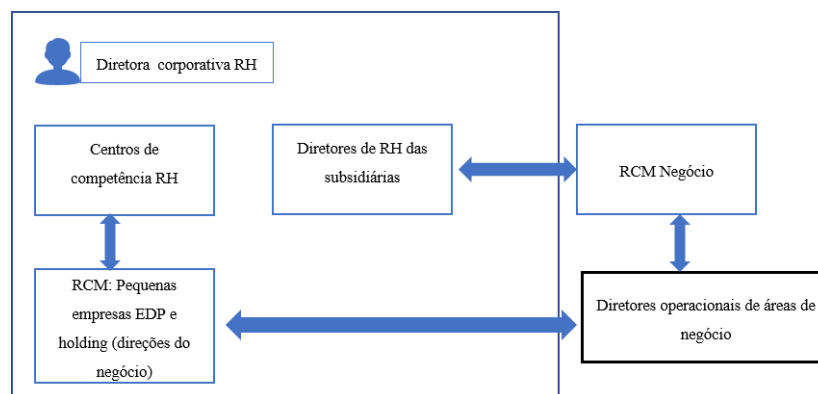 Diretora corporativa RH
Centros de
competência RH
Diretores de RH das
subsidiárias
RCM Negócio
RCM: Pequenas
empresas EDP e
holding (direções do
negócio)
Diretores operacionais de áreas de
negócio